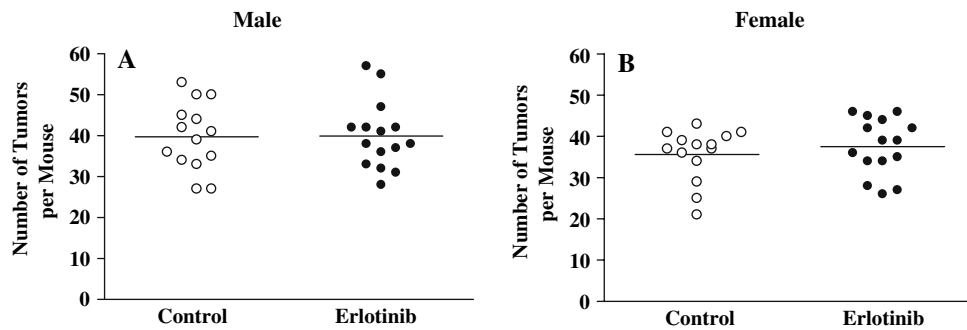 Male
A
Number of Tumors
per Mouse
60
50
40
30
20
10
0
Control Erlotinib
Female
B
Number of Tumors
per Mouse
60
50
40
30
20
10
0
Control Erlotinib